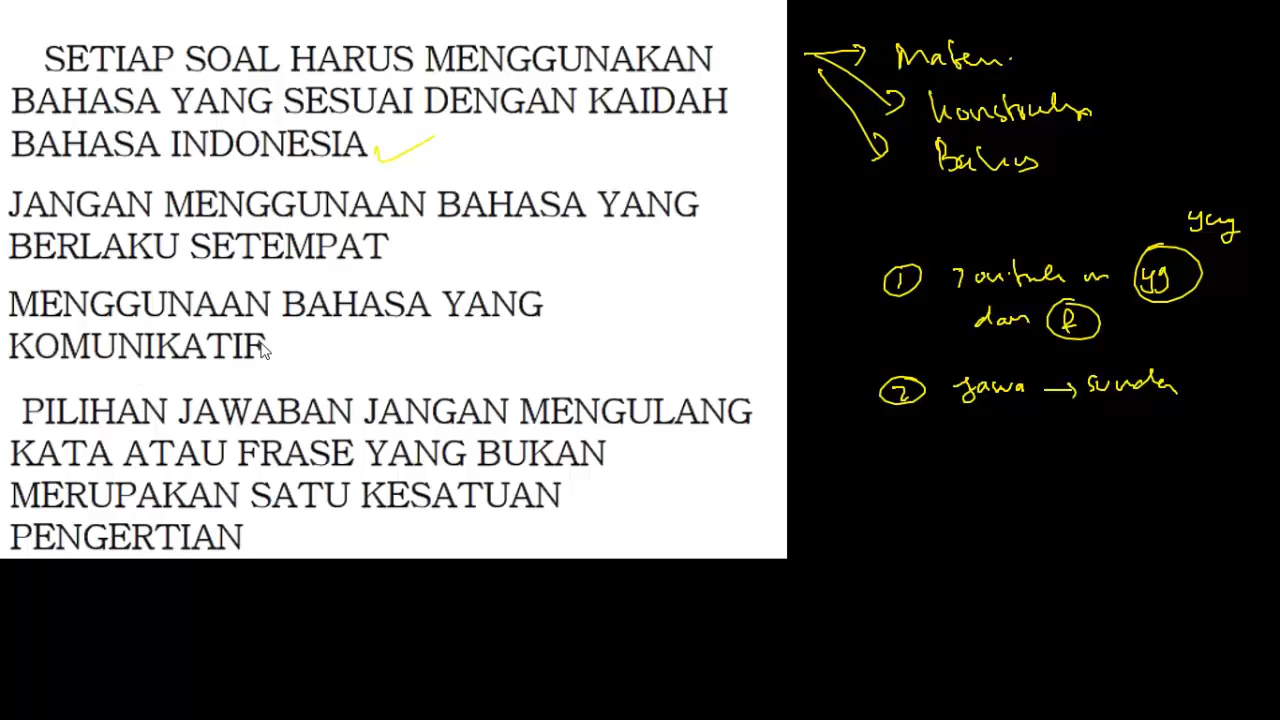 SETIAP SOAL HARUS MENGGUNAKAN
BAHASA YANG SESUAI DENGAN KAIDAH
BAHASA INDONESIA
JANGAN MENGGUNAAN BAHASA YANG
BERLAKU SETEMPAT
MENGGUNAAN BAHASA YANG
KOMUNIKATIF
PILIHAN JAWABAN JANGAN MENGULANG
KATA ATAU FRASE YANG BUKAN
MERUPAKAN SATU KESATUAN
PENGERTIAN
Materi
Konstruksi
Bahasa
yang
1 yg
dan
2 Jawa → sunda